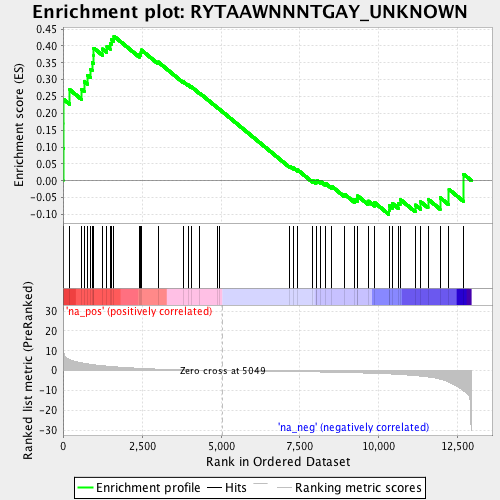 Enrichment plot: RYTAAWNNNTGAY_UNKNOWN
Enrichment score (ES)
0.45
0.40
0.35
0.30
0.25
0.20
0.15
0.10
0.05
0.00
-0.05
-0.10
'na_pos' (positively correlated)
Ranked list metric (PreRanked)
30
20
10
0
-10
-20
-30
Zero cross at 5049
'na_neg' (negatively correlated)
0
2,500
5,000
7,500
10,000
12,500
Rank in Ordered Dataset
Enrichment profile
Hits
Ranking metric scores